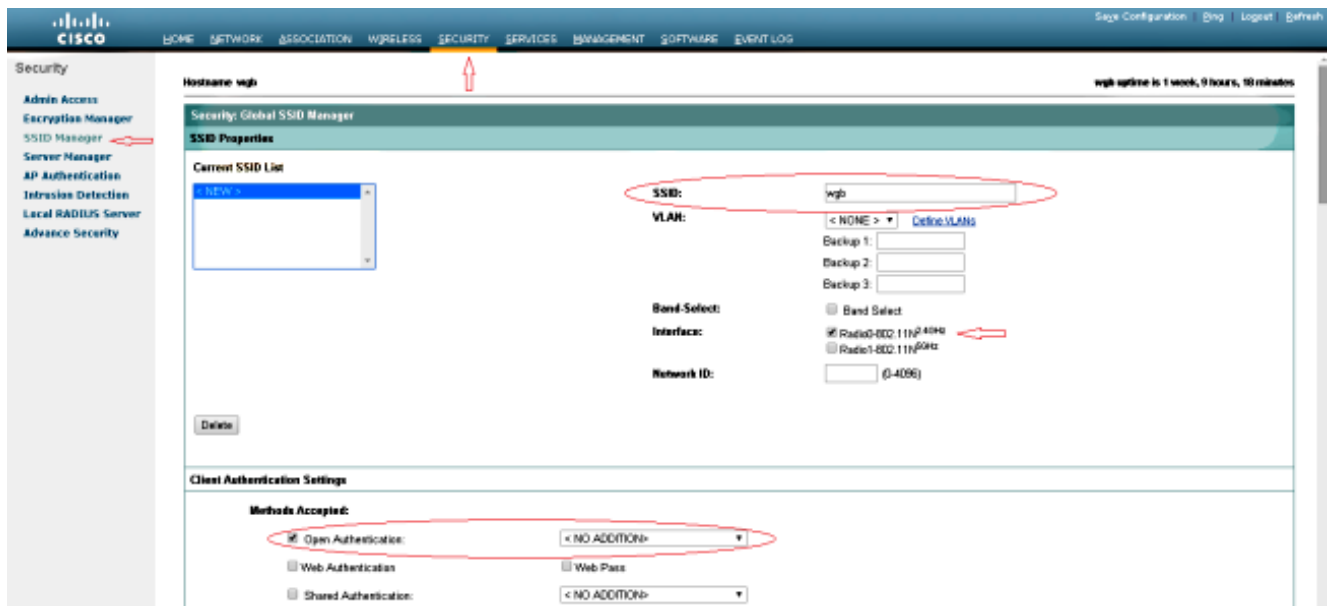 Save Configuration | Ping | Logout | Refresh
CISCO
HOME NETWORK ASSOCIATION WIRELESS SECURITY SERVICES MANAGEMENT SOFTWARE EVENT LOG
Security
Admin Access
Encryption Manager
SSID Manager
Server Manager
AP Authentication
Intrusion Detection
Local RADIUS Server
Advance Security
Hostname wgb
wgb uptime is 1 week, 9 hours, 18 minutes
Security: Global SSID Manager
SSID Properties
Current SSID List
< NEW >
SSID: wgb
VLAN: < NONE > Define VLANs
Backup 1:
Backup 2:
Backup 3:
Band-Select: Band Select
Interface: Radio0-802.11N 2.4GHz
Radio1-802.11N 5GHz
Network ID: (0-4096)
Delete
Client Authentication Settings
Methods Accepted:
Open Authentication: < NO ADDITION>
Web Authentication Web Pass
Shared Authentication: < NO ADDITION>